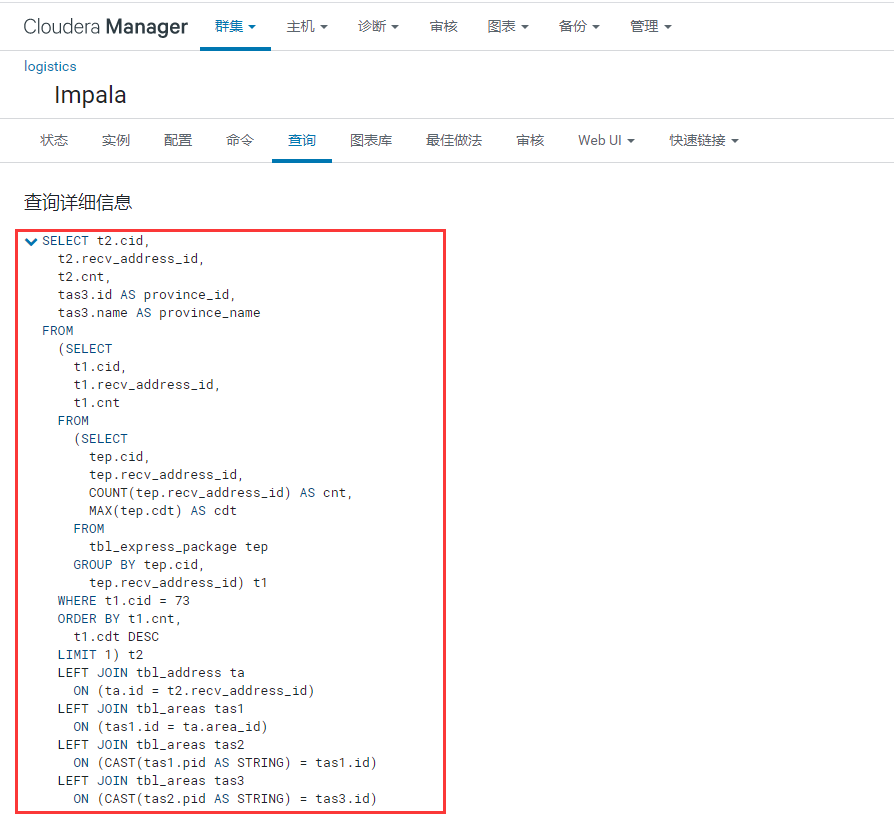 Cloudera Manager 群集 主机 诊断 审核 图表 备份 管理
logistics
Impala
状态 实例 配置 命令 查询 图表库 最佳做法 审核 Web UI 快速链接
查询详细信息
SELECT t2.cid,
t2.recv_address_id,
t2.cnt,
tas3.id AS province_id,
tas3.name AS province_name
FROM
(SELECT
t1.cid,
t1.recv_address_id,
t1.cnt
FROM
(SELECT
tep.cid,
tep.recv_address_id,
COUNT(tep.recv_address_id) AS cnt,
MAX(tep.cdt) AS cdt
FROM
tbl_express_package tep
GROUP BY tep.cid,
tep.recv_address_id) t1
WHERE t1.cid = 73
ORDER BY t1.cnt,
t1.cdt DESC
LIMIT 1) t2
LEFT JOIN tbl_address ta
ON (ta.id = t2.recv_address_id)
LEFT JOIN tbl_areas tas1
ON (tas1.id = ta.area_id)
LEFT JOIN tbl_areas tas2
ON (CAST(tas1.pid AS STRING) = tas1.id)
LEFT JOIN tbl_areas tas3
ON (CAST(tas2.pid AS STRING) = tas3.id)